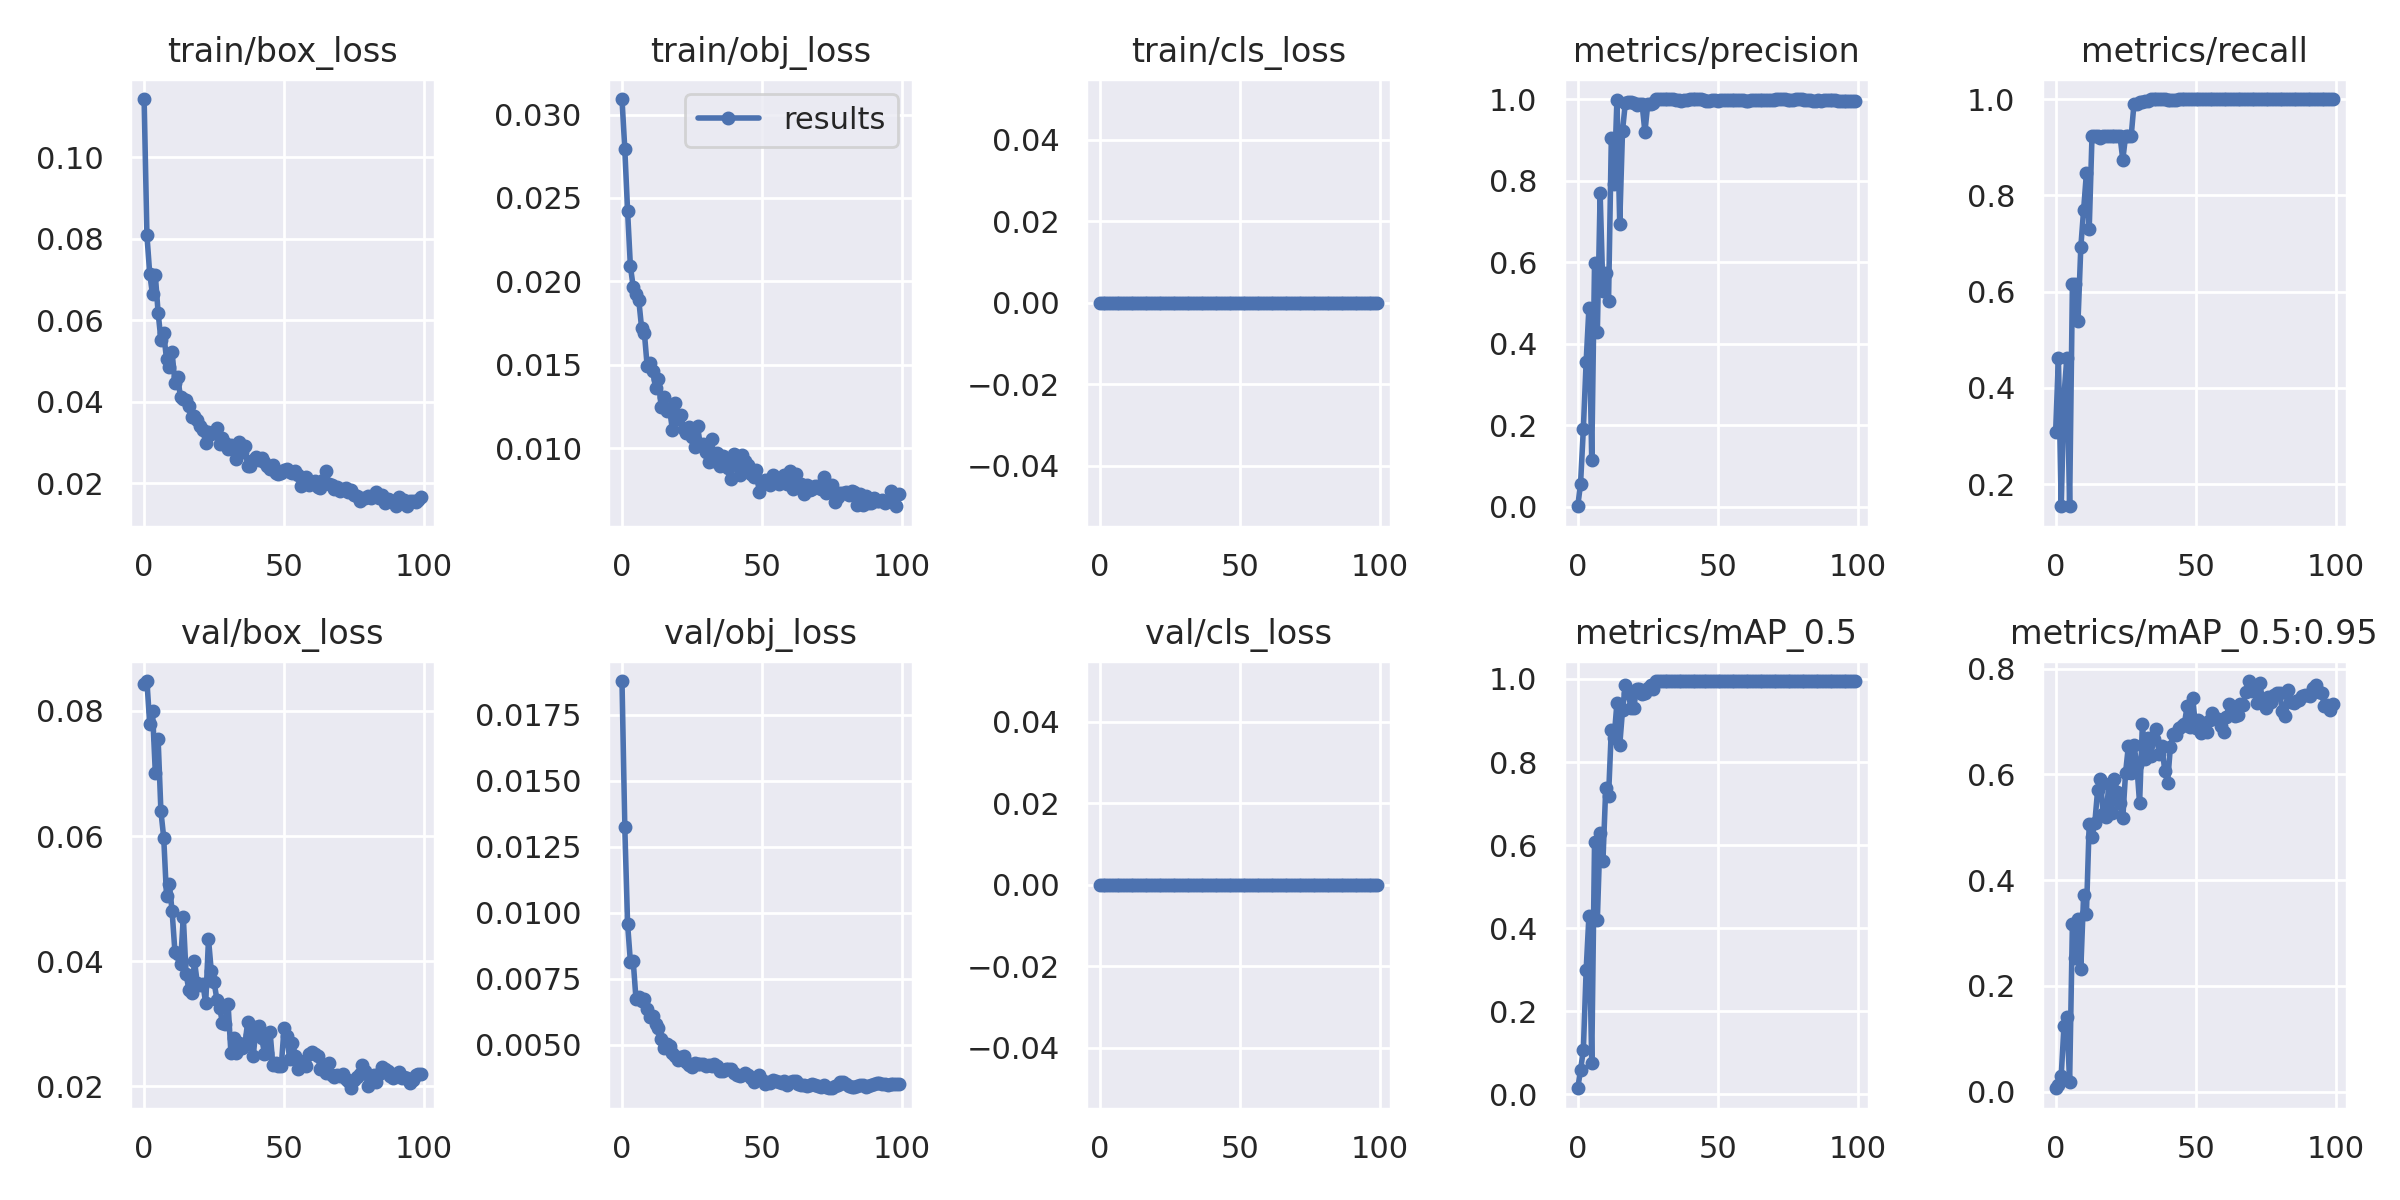 train/box_loss
0.10
0.08
0.06
0.04
0.02
0 50 100
train/obj_loss
results
0.030
0.025
0.020
0.015
0.010
0 50 100
train/cls_loss
0.04
0.02
0.00
−0.02
−0.04
0 50 100
metrics/precision
1.0
0.8
0.6
0.4
0.2
0.0
0 50 100
metrics/recall
1.0
0.8
0.6
0.4
0.2
0 50 100
val/box_loss
0.08
0.06
0.04
0.02
0 50 100
val/obj_loss
0.0175
0.0150
0.0125
0.0100
0.0075
0.0050
0 50 100
val/cls_loss
0.04
0.02
0.00
−0.02
−0.04
0 50 100
metrics/mAP_0.5
1.0
0.8
0.6
0.4
0.2
0.0
0 50 100
metrics/mAP_0.5:0.95
0.8
0.6
0.4
0.2
0.0
0 50 100